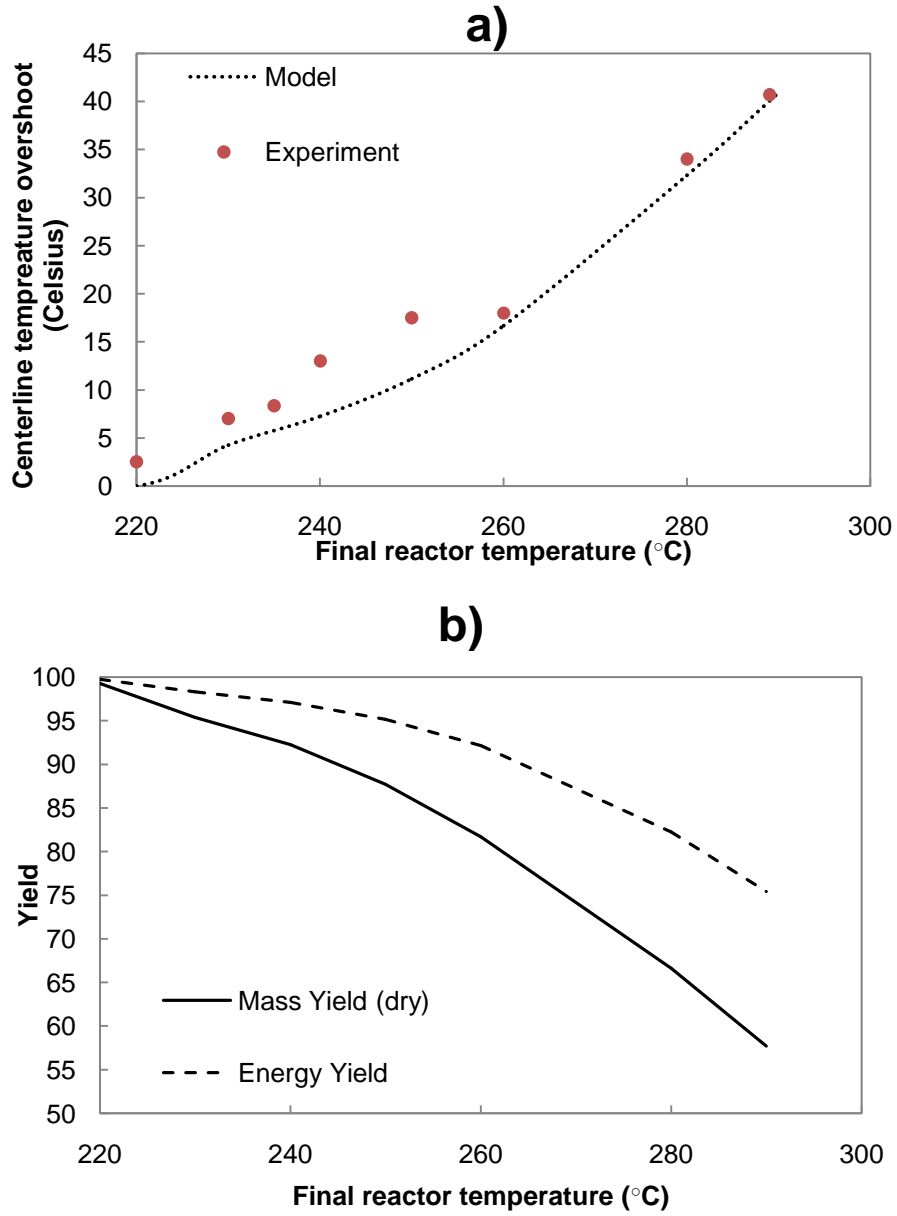 a)
45
40
35
30
25
20
15
10
5
0
Centerline tempreature overshoot
(Celsius)
Model
Experiment
220
240
260
280
300
Final reactor temperature (°C)
b)
100
95
90
85
80
75
70
65
60
55
50
Yield
Mass Yield (dry)
Energy Yield
220
240
260
280
300
Final reactor temperature (°C)